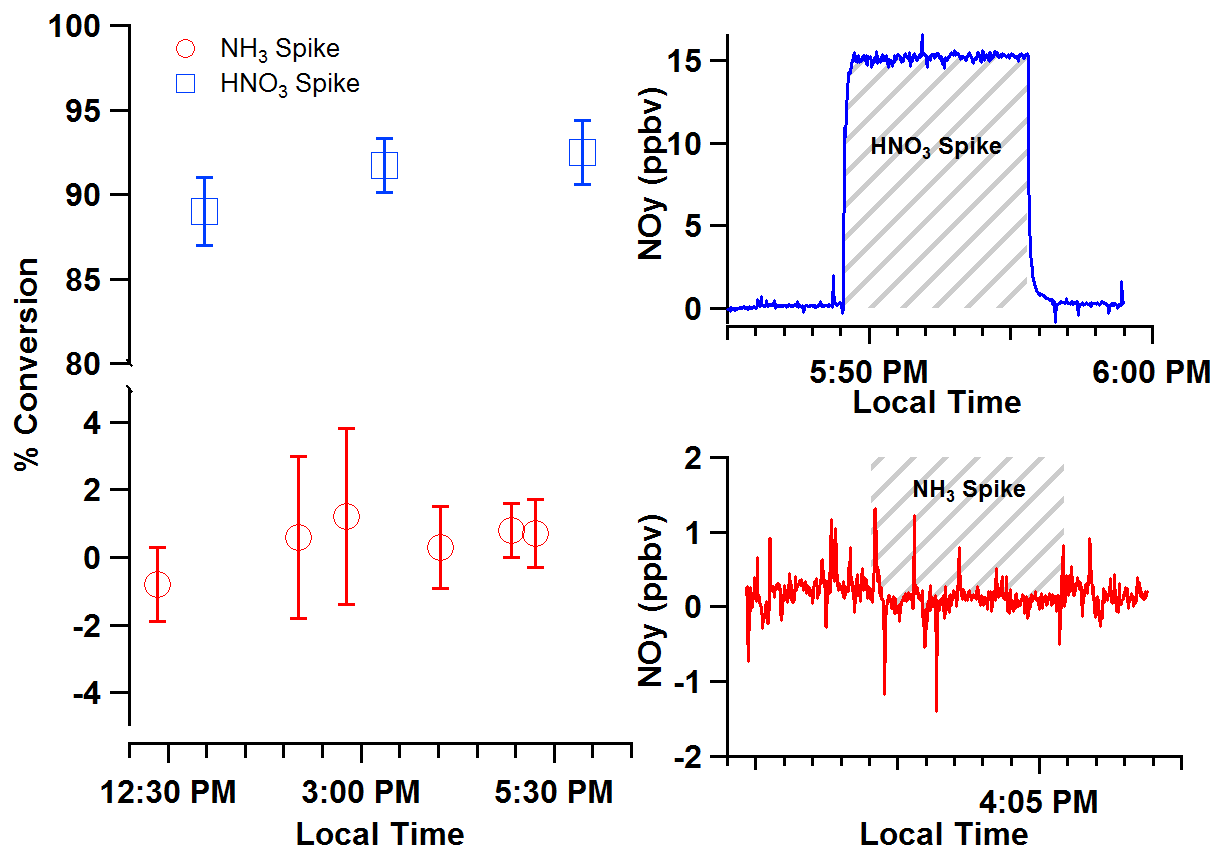 % Conversion
100
95
90
85
80
4
2
0
-2
-4
NH₃ Spike
HNO₃ Spike
12:30 PM
3:00 PM
5:30 PM
Local Time
NOy (ppbv)
15
10
5
0
HNO₃ Spike
5:50 PM
6:00 PM
Local Time
NOy (ppbv)
2
1
0
-1
-2
NH₃ Spike
4:05 PM
Local Time